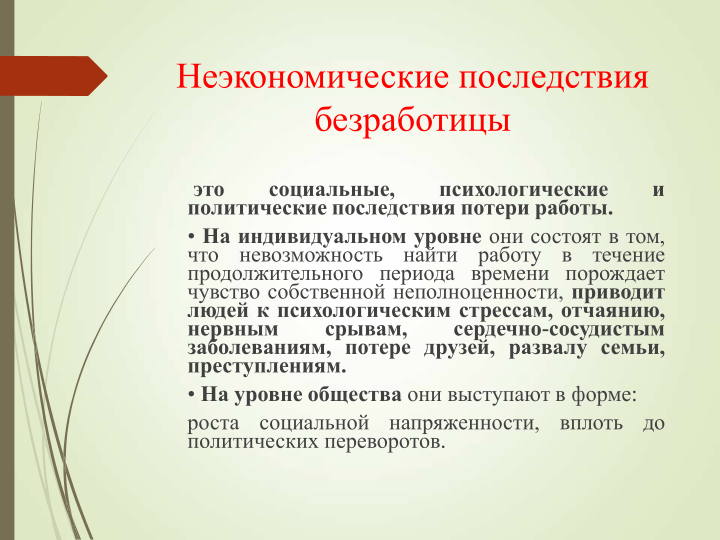 Неэкономические последствия
безработицы
это социальные, психологические и
политические последствия потери работы.
• На индивидуальном уровне они состоят в том,
что невозможность найти работу в течение
продолжительного периода времени порождает
чувство собственной неполноценности, приводит
людей к психологическим стрессам, отчаянию,
нервным срывам, сердечно-сосудистым
заболеваниям, потере друзей, развалу семьи,
преступлениям.
• На уровне общества они выступают в форме:
роста социальной напряженности, вплоть до
политических переворотов.